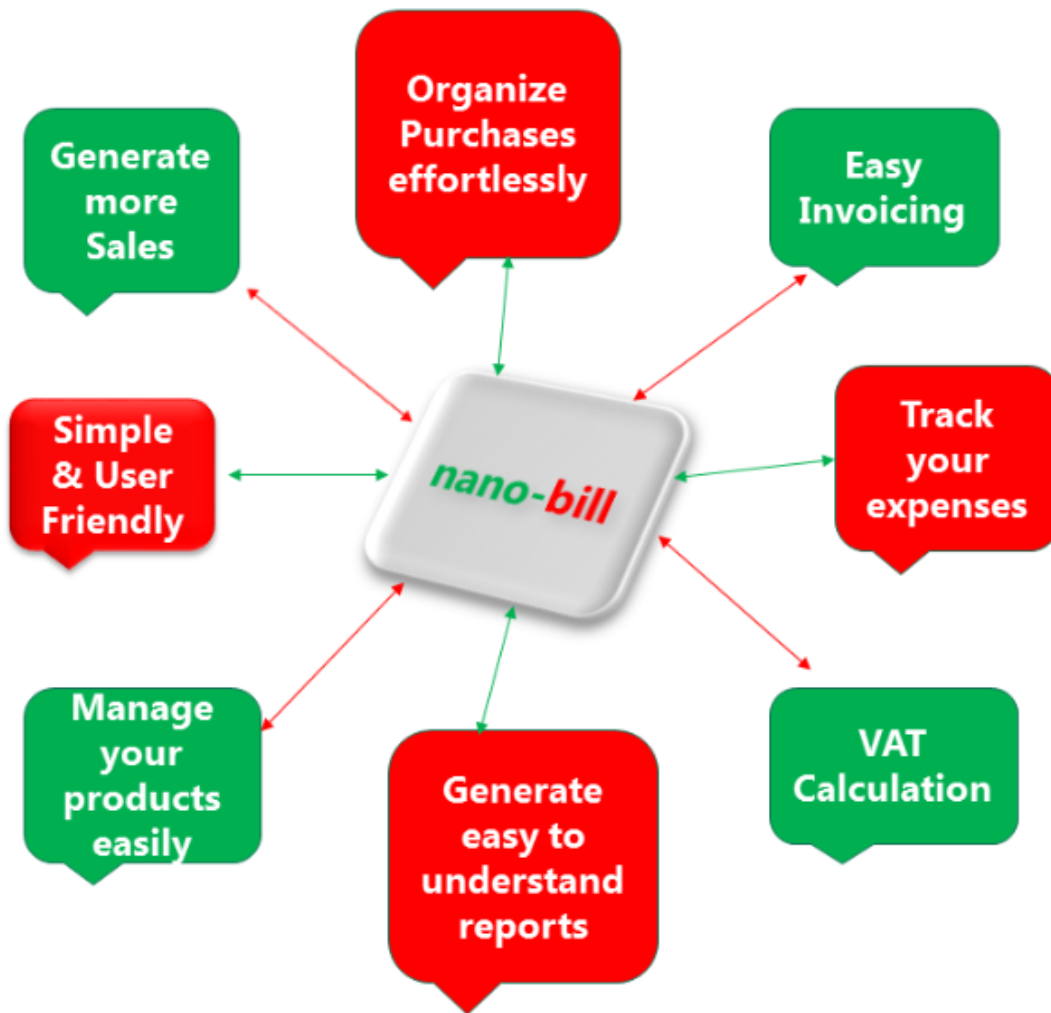 Organize
Purchases
effortlessly
Generate
more
Sales
Easy
Invoicing
Simple
& User
Friendly
nano-bill
Track
your
expenses
Manage
your
products
easily
Generate
easy to
understand
reports
VAT
Calculation